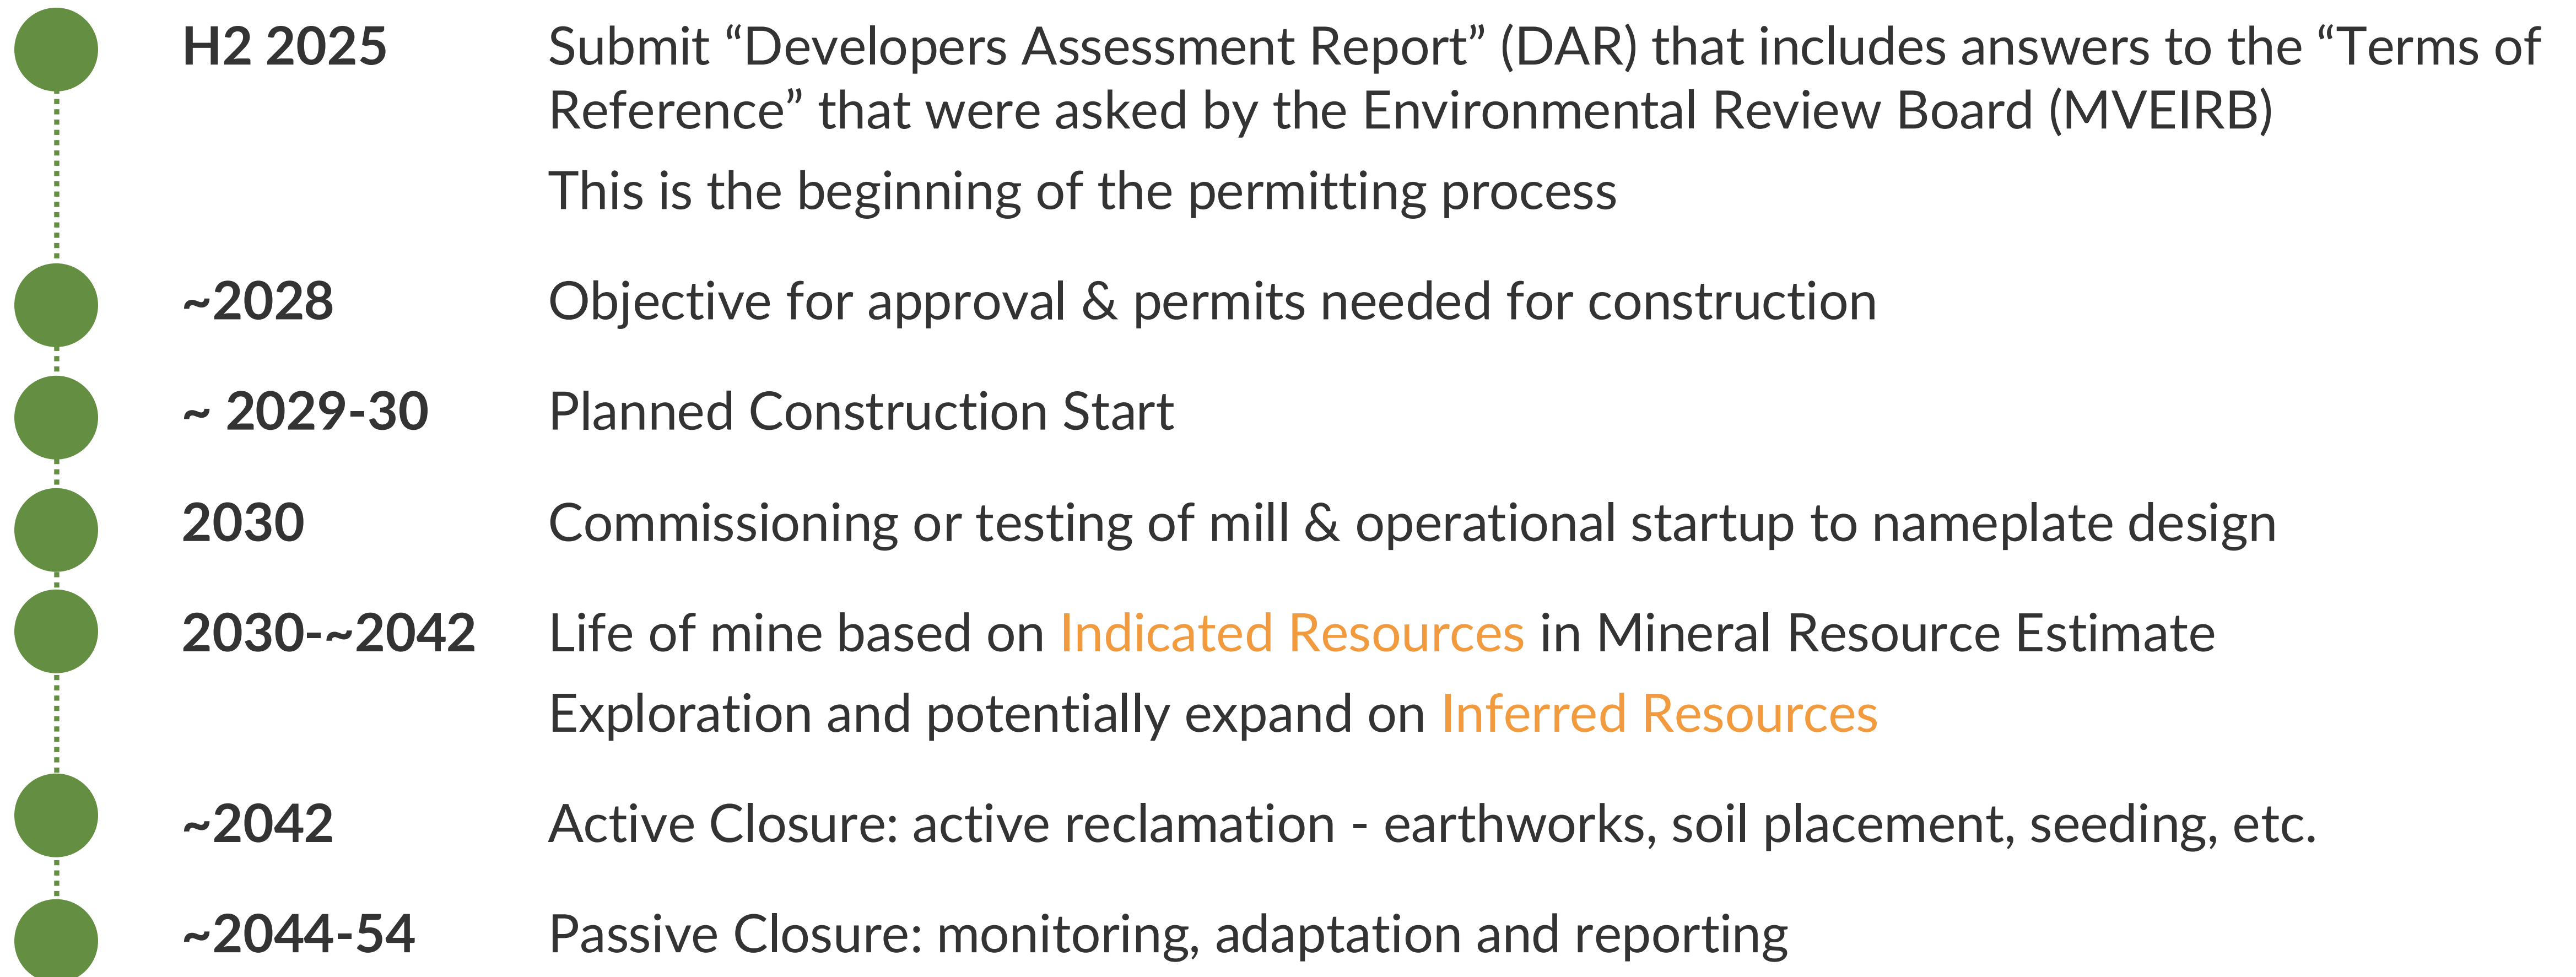 H2 2025 Submit “Developers Assessment Report” (DAR) that includes answers to the “Terms of
Reference” that were asked by the Environmental Review Board (MVEIRB)
This is the beginning of the permitting process
~2028 Objective for approval & permits needed for construction
~ 2029-30 Planned Construction Start
2030 Commissioning or testing of mill & operational startup to nameplate design
2030-~2042 Life of mine based on Indicated Resources in Mineral Resource Estimate
Exploration and potentially expand on Inferred Resources
~2042 Active Closure: active reclamation - earthworks, soil placement, seeding, etc.
~2044-54 Passive Closure: monitoring, adaptation and reporting